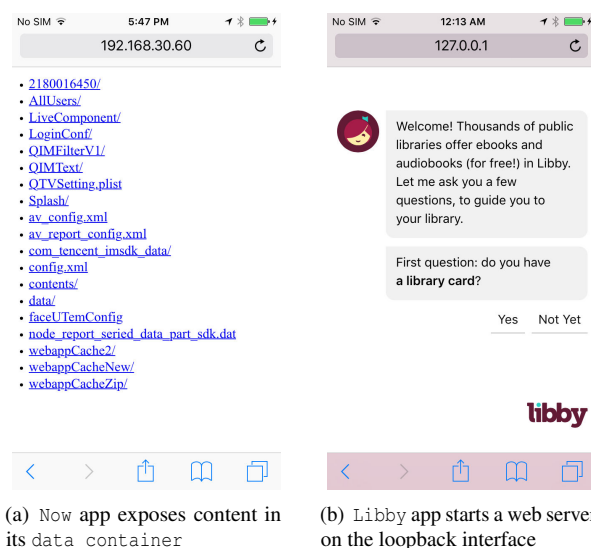 No SIM 5:47 PM
192.168.30.60
2180016450/
AllUsers/
LiveComponent/
LoginConf/
QIMFilterV1/
QIMText/
QTVSetting.plist
Splash/
av_config.xml
av_report_config.xml
com_tencent_imsdk_data/
config.xml
contents/
data/
faceUTemConfig
node_report_seried_data_part_sdk.dat
webappCache2/
webappCacheNew/
webappCacheZip/
(a) Now app exposes content in
its data container
No SIM 12:13 AM
127.0.0.1
Welcome! Thousands of public
libraries offer ebooks and
audiobooks (for free!) in Libby.
Let me ask you a few
questions, to guide you to
your library.
First question: do you have
a library card?
Yes Not Yet
libby
(b) Libby app starts a web server
on the loopback interface